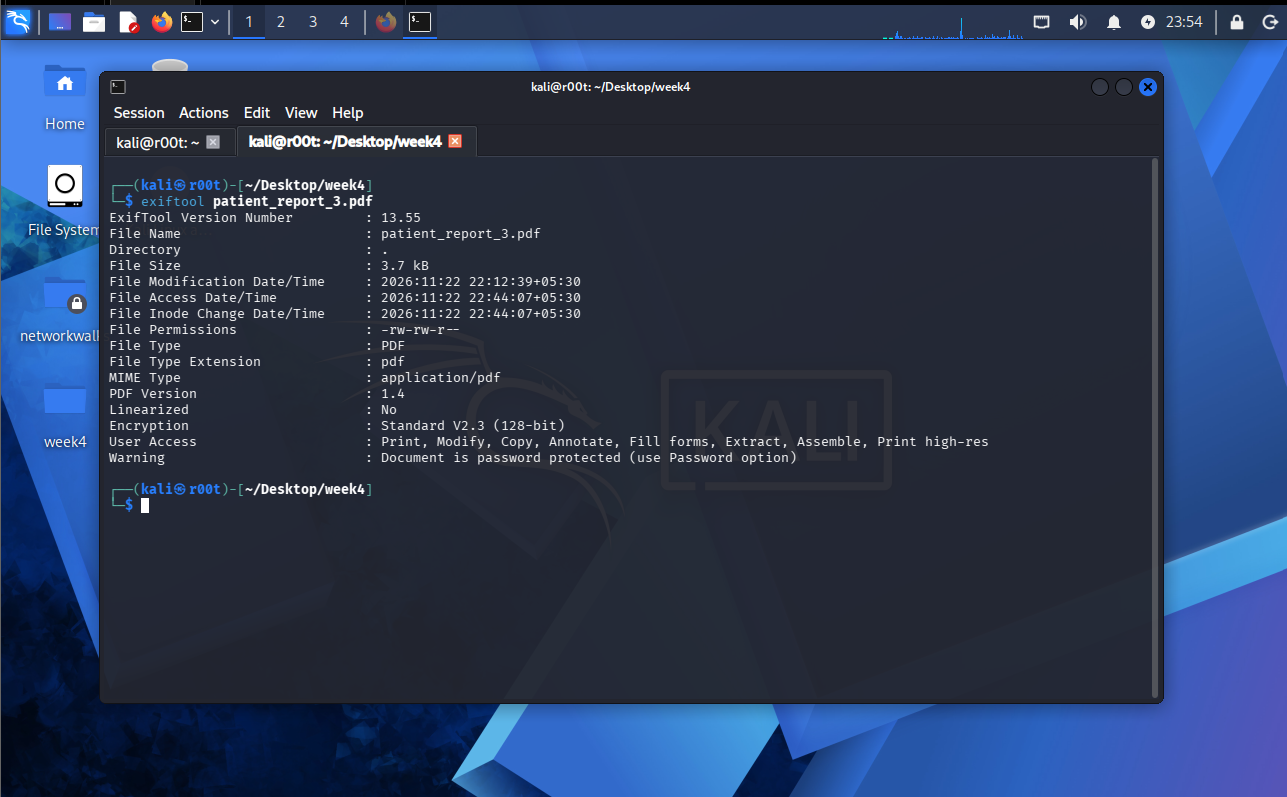 1 2 3 4 23:54
kali@r00t: ~/Desktop/week4
Session Actions Edit View Help
kali@r00t: ~ kali@r00t: ~/Desktop/week4
Home
File System
networkwall
week4
┌──(kali㉿r00t)-[~/Desktop/week4]
└─$ exiftool patient_report_3.pdf
ExifTool Version Number : 13.55
File Name : patient_report_3.pdf
Directory : .
File Size : 3.7 kB
File Modification Date/Time : 2026:11:22 22:12:39+05:30
File Access Date/Time : 2026:11:22 22:44:07+05:30
File Inode Change Date/Time : 2026:11:22 22:44:07+05:30
File Permissions : -rw-rw-r--
File Type : PDF
File Type Extension : pdf
MIME Type : application/pdf
PDF Version : 1.4
Linearized : No
Encryption : Standard V2.3 (128-bit)
User Access : Print, Modify, Copy, Annotate, Fill forms, Extract, Assemble, Print high-res
Warning : Document is password protected (use Password option)
┌──(kali㉿r00t)-[~/Desktop/week4]
└─$
KALI